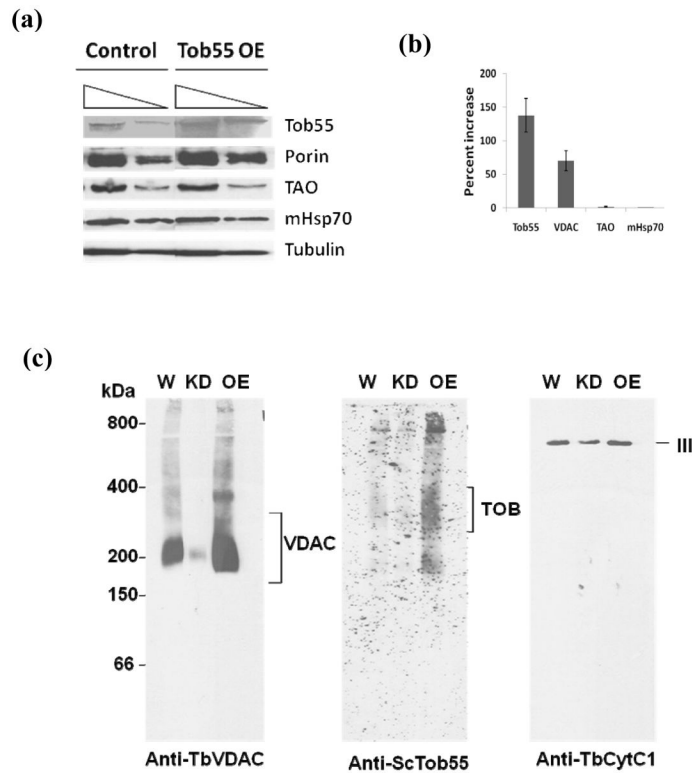 (a)
Control Tob55 OE
Tob55
Porin
TAO
mHsp70
Tubulin
(b)
Percent increase
200
150
100
50
0
Tob55 VDAC TAO mHsp70
(c)
kDa
W KD OE
800-
400-
200-
150-
66-
VDAC
Anti-TbVDAC
W KD OE
TOB
Anti-ScTob55
W KD OE
III
Anti-TbCytC1